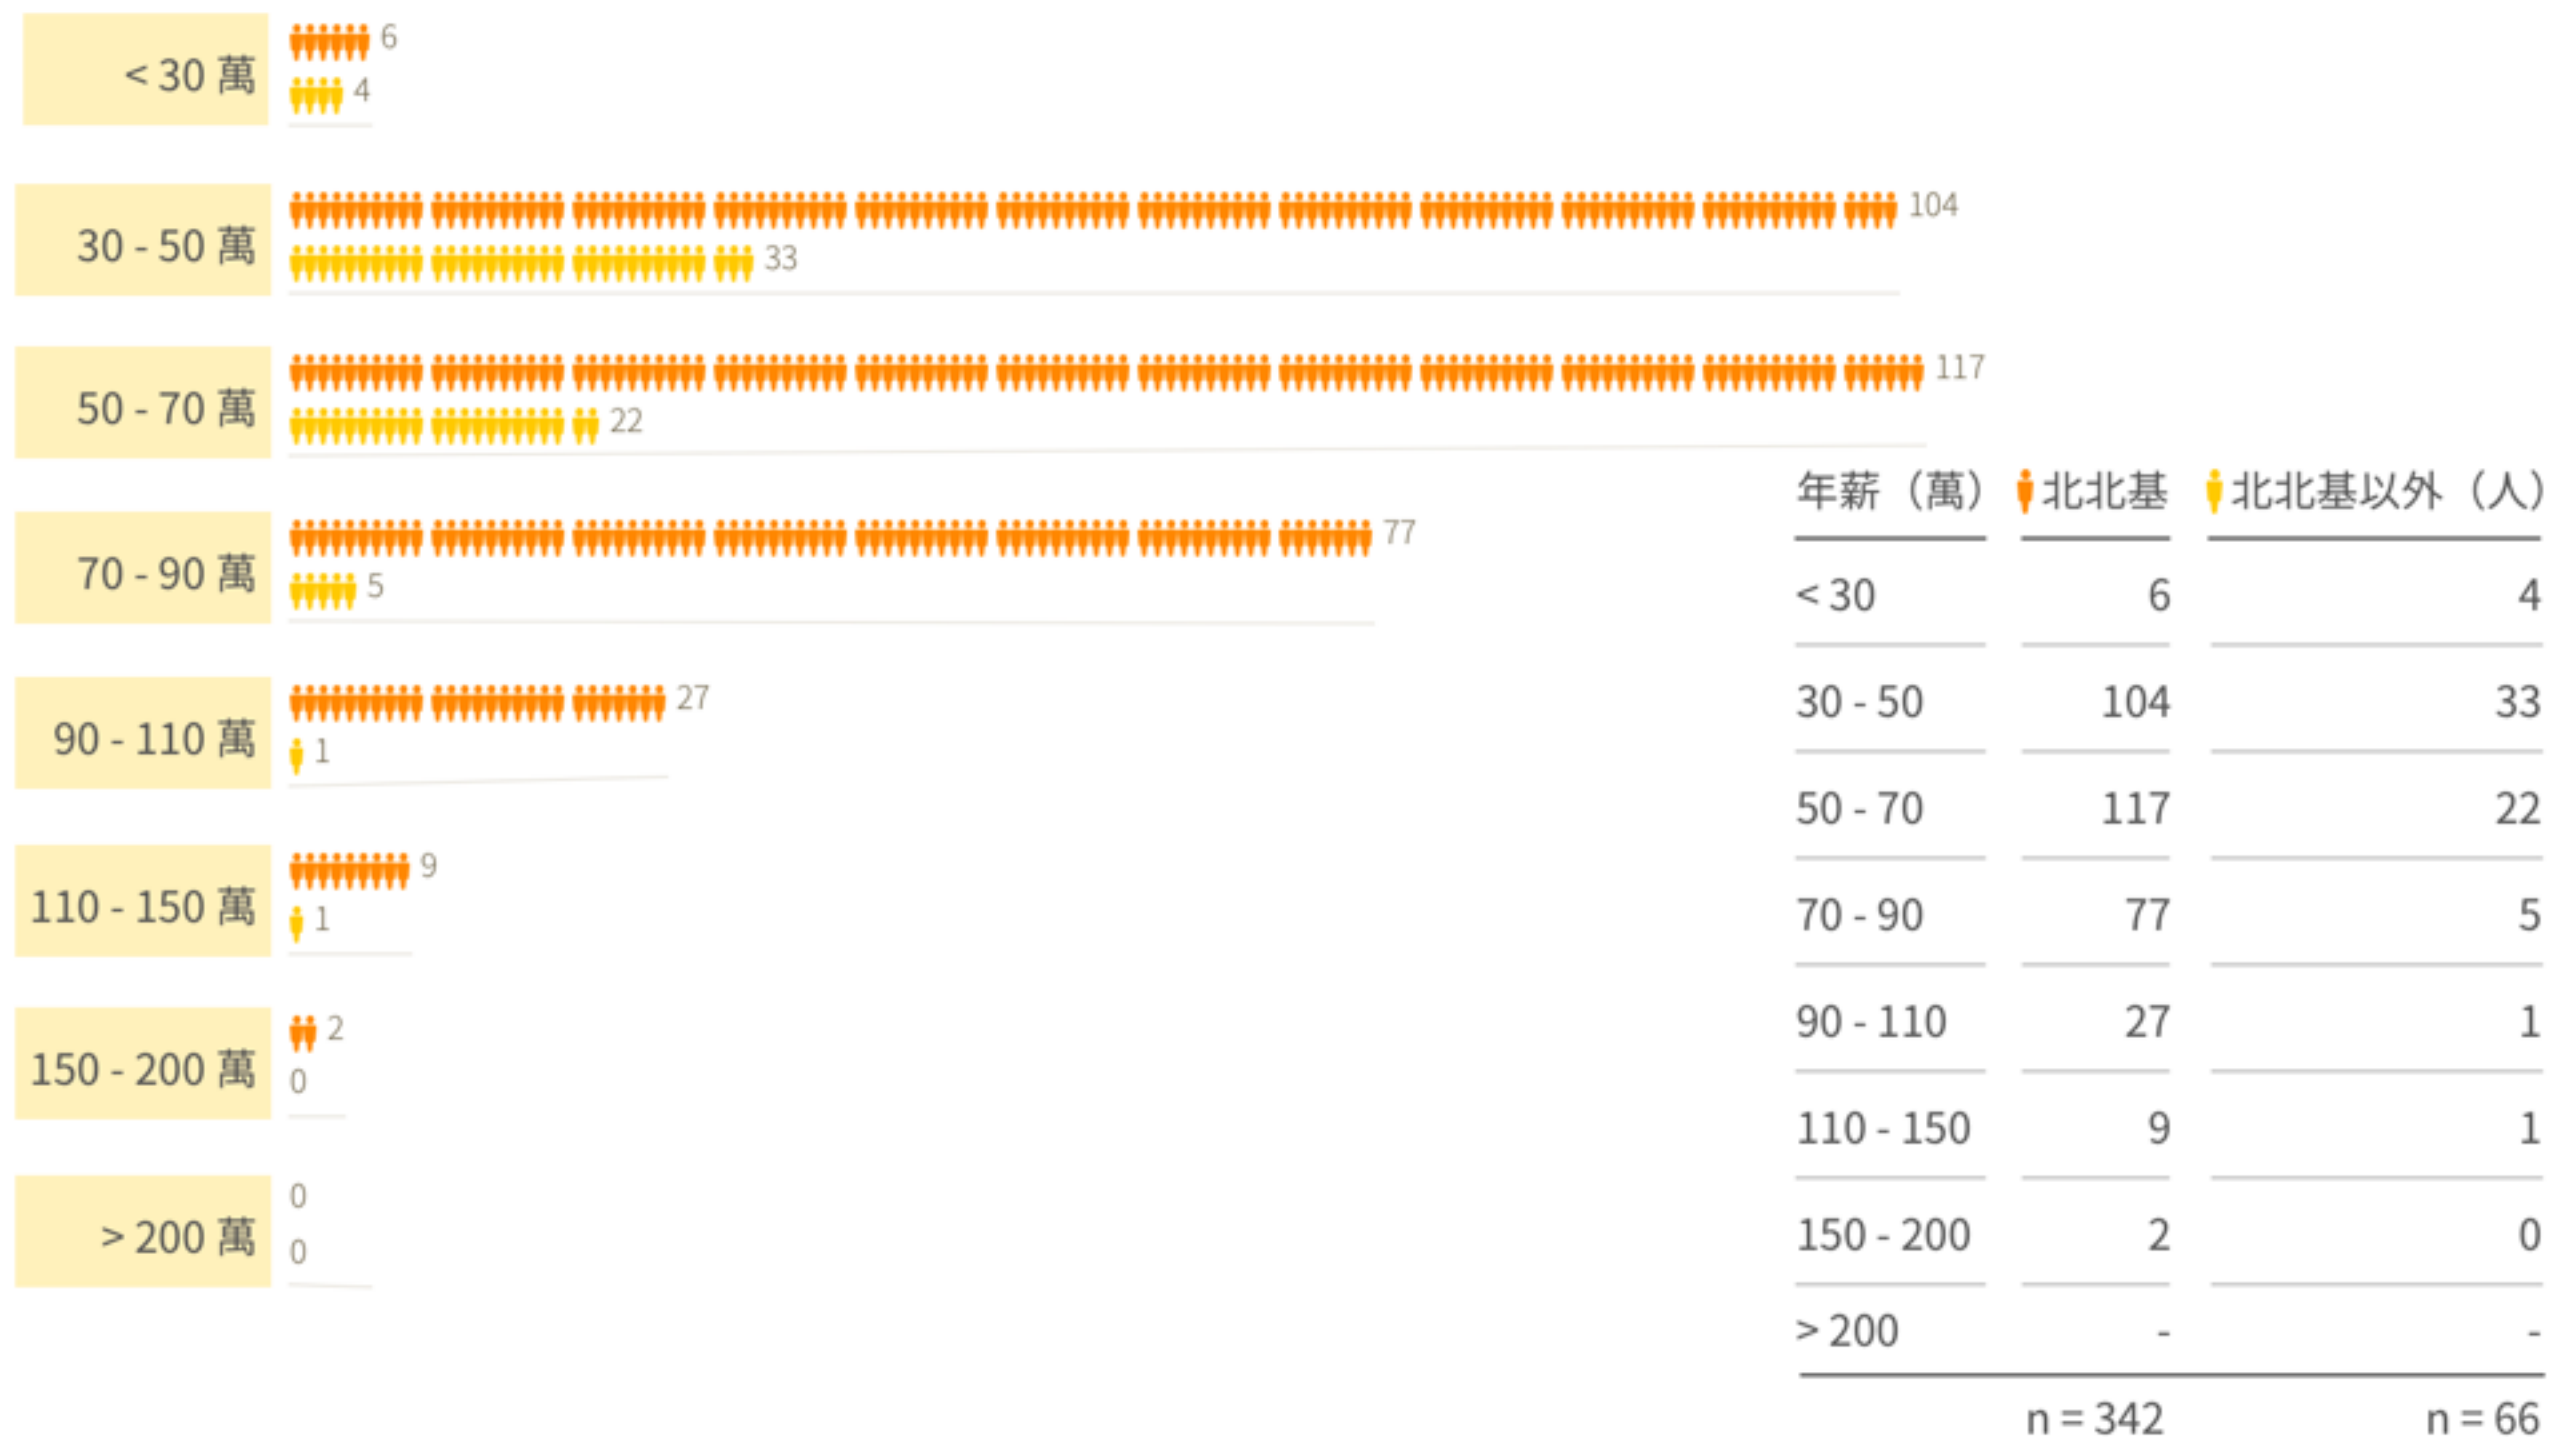 < 30 萬
6
4
30 - 50 萬
104
33
50 - 70 萬
117
22
70 - 90 萬
77
5
90 - 110 萬
27
1
110 - 150 萬
9
1
150 - 200 萬
2
0
> 200 萬
0
0
年薪（萬） 北北基 北北基以外（人）
< 30 6 4
30 - 50 104 33
50 - 70 117 22
70 - 90 77 5
90 - 110 27 1
110 - 150 9 1
150 - 200 2 0
> 200 - -
n = 342 n = 66